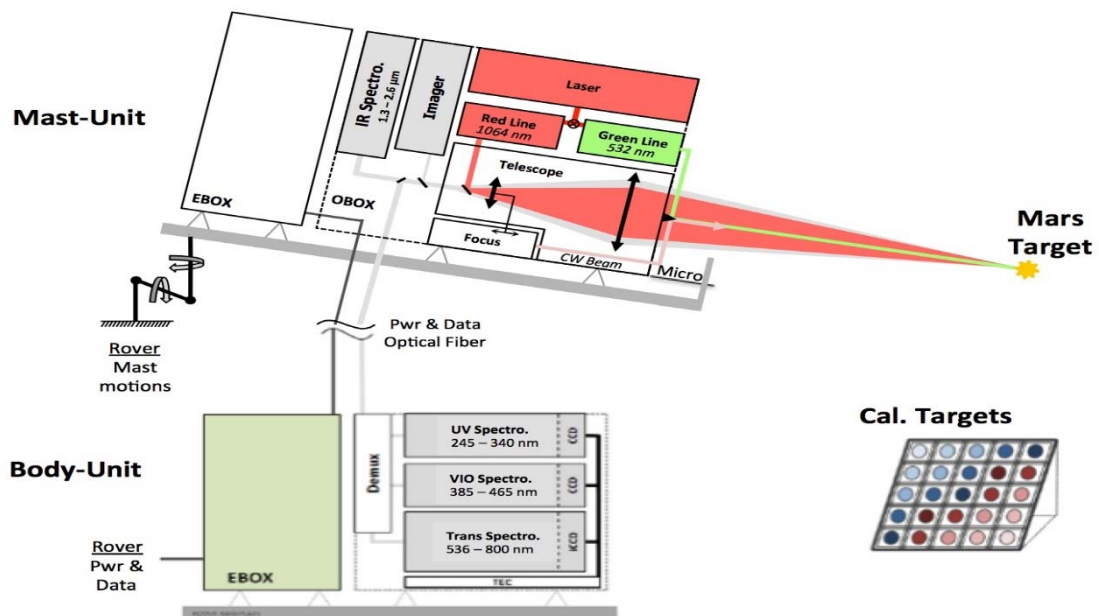 Mast-Unit
EBOX
OBOX
IR Spectro.
1.3 – 2.6 µm
Imager
Laser
Red Line
1064 nm
Green Line
532 nm
Telescope
Focus
CW Beam
Micro
Mars
Target
Rover
Mast
motions
Pwr & Data
Optical Fiber
Body-Unit
Rover
Pwr &
Data
EBOX
Demux
UV Spectro.
245 – 340 nm
CCD
VIO Spectro.
385 – 465 nm
CCD
Trans Spectro.
536 – 800 nm
ICCD
TEC
Cal. Targets